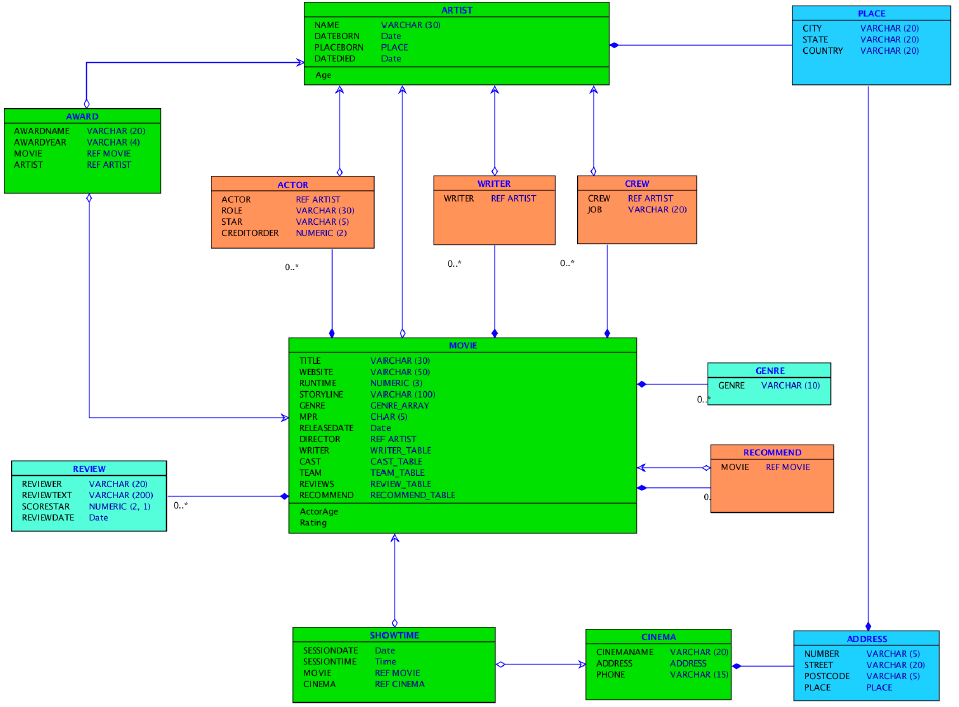 ARTIST
NAME VARCHAR (30)
DATEBORN Date
PLACEBORN PLACE
DATEDIED Date
Age
PLACE
CITY VARCHAR (20)
STATE VARCHAR (20)
COUNTRY VARCHAR (20)
AWARD
AWARDNAME VARCHAR (20)
AWARDYEAR VARCHAR (4)
MOVIE REF MOVIE
ARTIST REF ARTIST
ACTOR
ACTOR REF ARTIST
ROLE VARCHAR (30)
STAR VARCHAR (5)
CREDITORDER NUMERIC (2)
WRITER
WRITER REF ARTIST
CREW
CREW REF ARTIST
JOB VARCHAR (20)
0..*
0..*
0..*
MOVIE
TITLE VARCHAR (30)
WEBSITE VARCHAR (50)
RUNTIME NUMERIC (3)
STORYLINE VARCHAR (100)
GENRE GENRE_ARRAY
MPR CHAR (5)
RELEASEDATE Date
DIRECTOR REF ARTIST
WRITER WRITER_TABLE
CAST CAST_TABLE
TEAM TEAM_TABLE
REVIEWS REVIEW_TABLE
RECOMMEND RECOMMEND_TABLE
ActorAge
Rating
GENRE
GENRE VARCHAR (10)
0..*
RECOMMEND
MOVIE REF MOVIE
0.
REVIEW
REVIEWER VARCHAR (20)
REVIEWTEXT VARCHAR (200)
SCORESTAR NUMERIC (2, 1)
REVIEWDATE Date
0..*
SHOWTIME
SESSIONDATE Date
SESSIONTIME Time
MOVIE REF MOVIE
CINEMA REF CINEMA
CINEMA
CINEMANAME VARCHAR (20)
ADDRESS ADDRESS
PHONE VARCHAR (15)
ADDRESS
NUMBER VARCHAR (5)
STREET VARCHAR (20)
POSTCODE VARCHAR (5)
PLACE PLACE